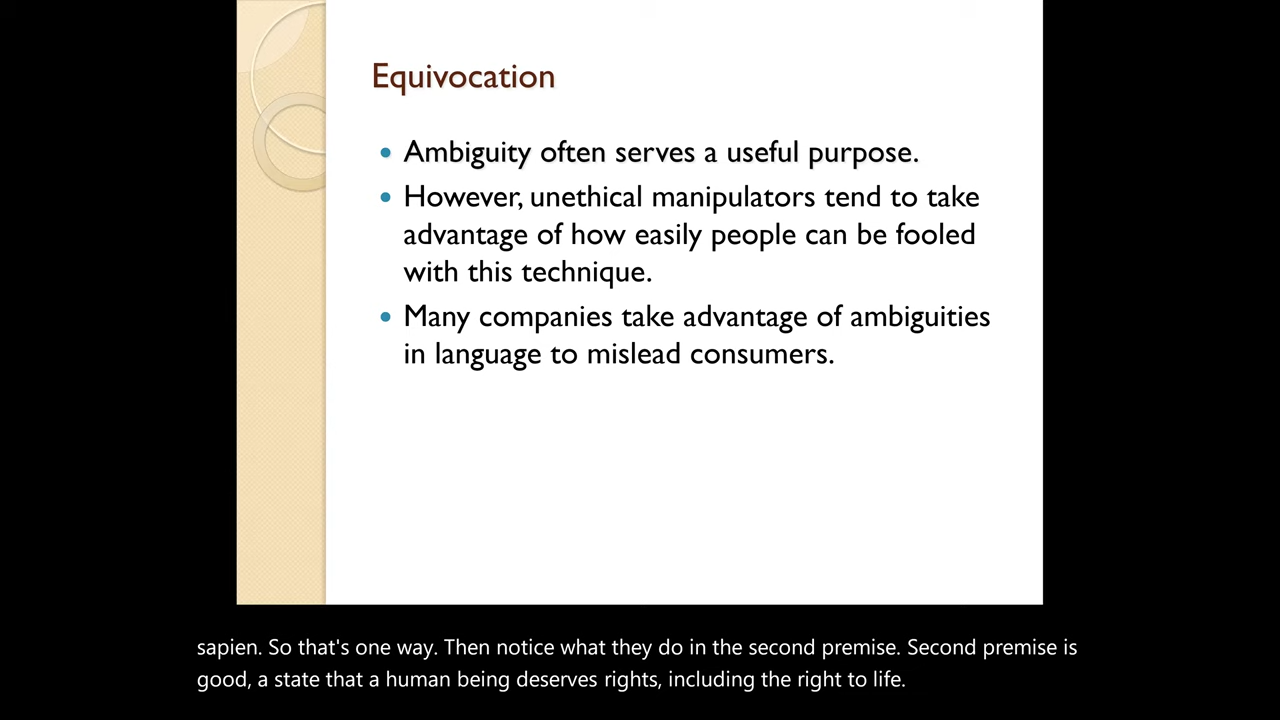 Equivocation
Ambiguity often serves a useful purpose.
However, unethical manipulators tend to take
advantage of how easily people can be fooled
with this technique.
Many companies take advantage of ambiguities
in language to mislead consumers.
sapien. So that's one way. Then notice what they do in the second premise. Second premise is
good, a state that a human being deserves rights, including the right to life.